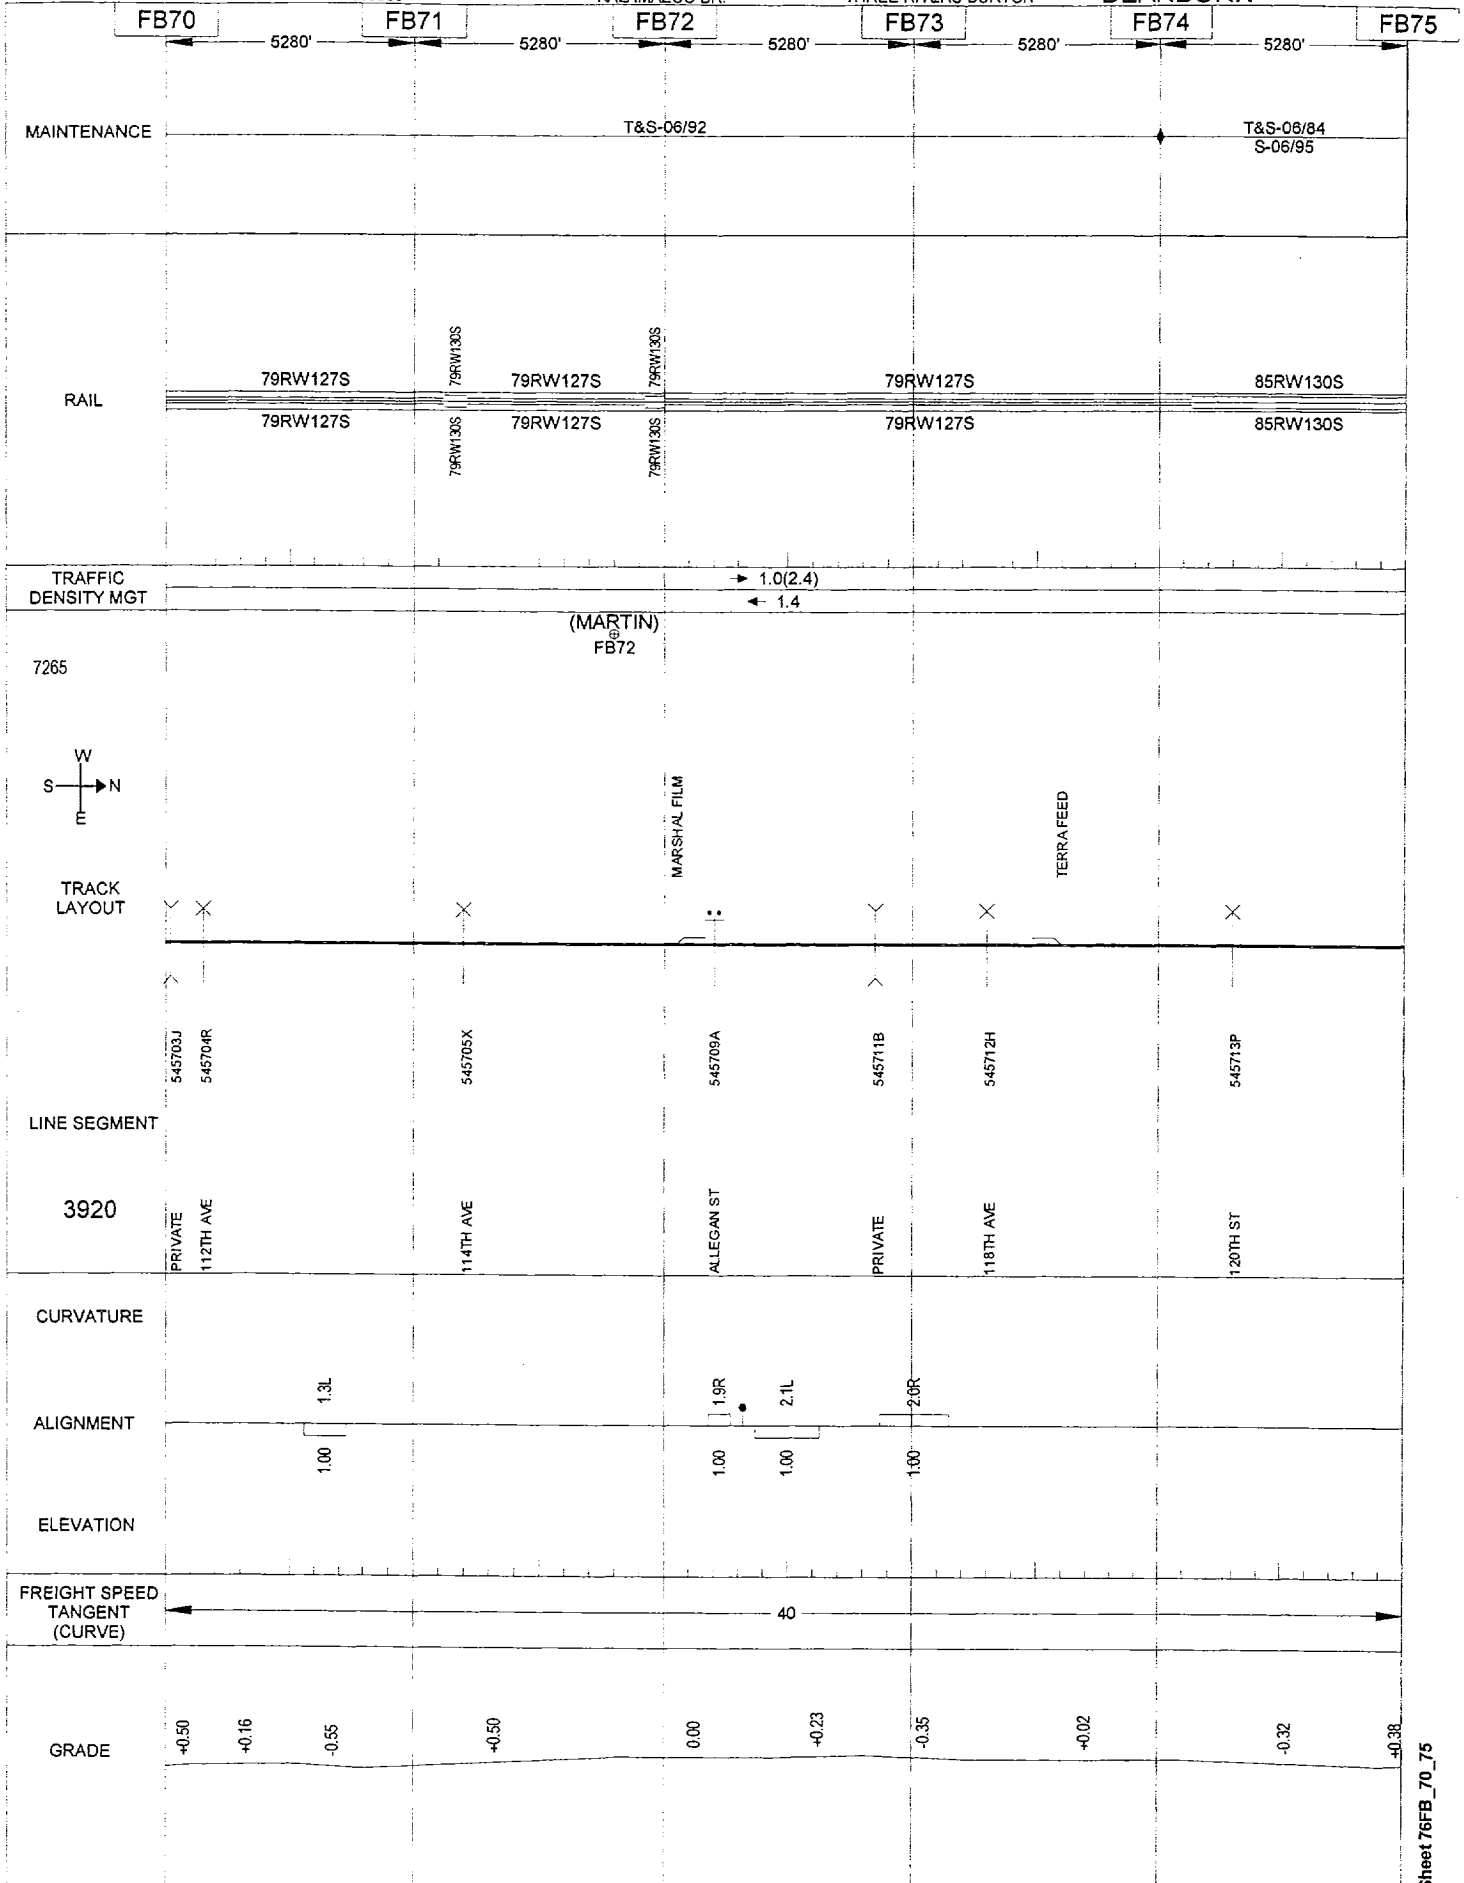 FB70 FB71 FB72 FB73 FB74 FB75
5280' 5280' 5280' 5280' 5280'
MAINTENANCE
T&S-06/92
T&S-06/84
S-06/95
RAIL
79RW127S 79RW130S 79RW127S 79RW130S 79RW127S 85RW130S
79RW127S 79RW130S 79RW127S 79RW130S 79RW127S 85RW130S
TRAFFIC
DENSITY MGT
1.0(2.4)
1.4
(MARTIN)
FB72
7265
W
S N
E
MARSHAL FILM
TERRA FEED
TRACK
LAYOUT
545703J 545704R 545705X 545709A 545711B 545712H 545713P
LINE SEGMENT
3920
PRIVATE 112TH AVE 114TH AVE ALLEGAN ST PRIVATE 118TH AVE 120TH ST
CURVATURE
1.3L 1.9R 2.1L 2.0R
ALIGNMENT
1.00 1.00 1.00 1.00
ELEVATION
FREIGHT SPEED
TANGENT
(CURVE)
40
GRADE
+0.50 +0.16 -0.55 +0.50 0.00 +0.23 -0.35 +0.02 -0.32 +0.38
Sheet 76FB_70_75